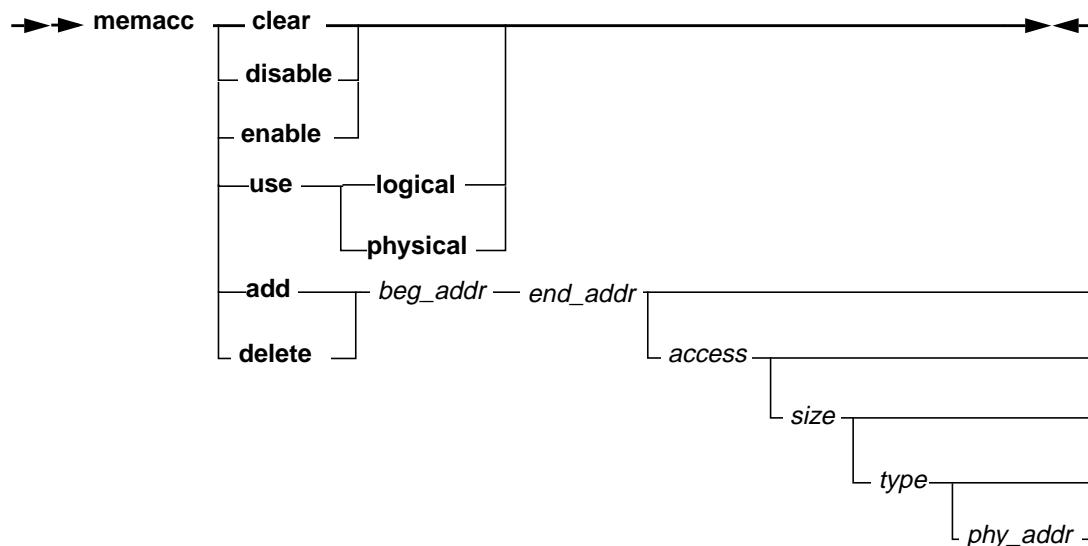 memacc clear
disable
enable
use logical
physical
add beg_addr end_addr
delete access
size
type
phy_addr